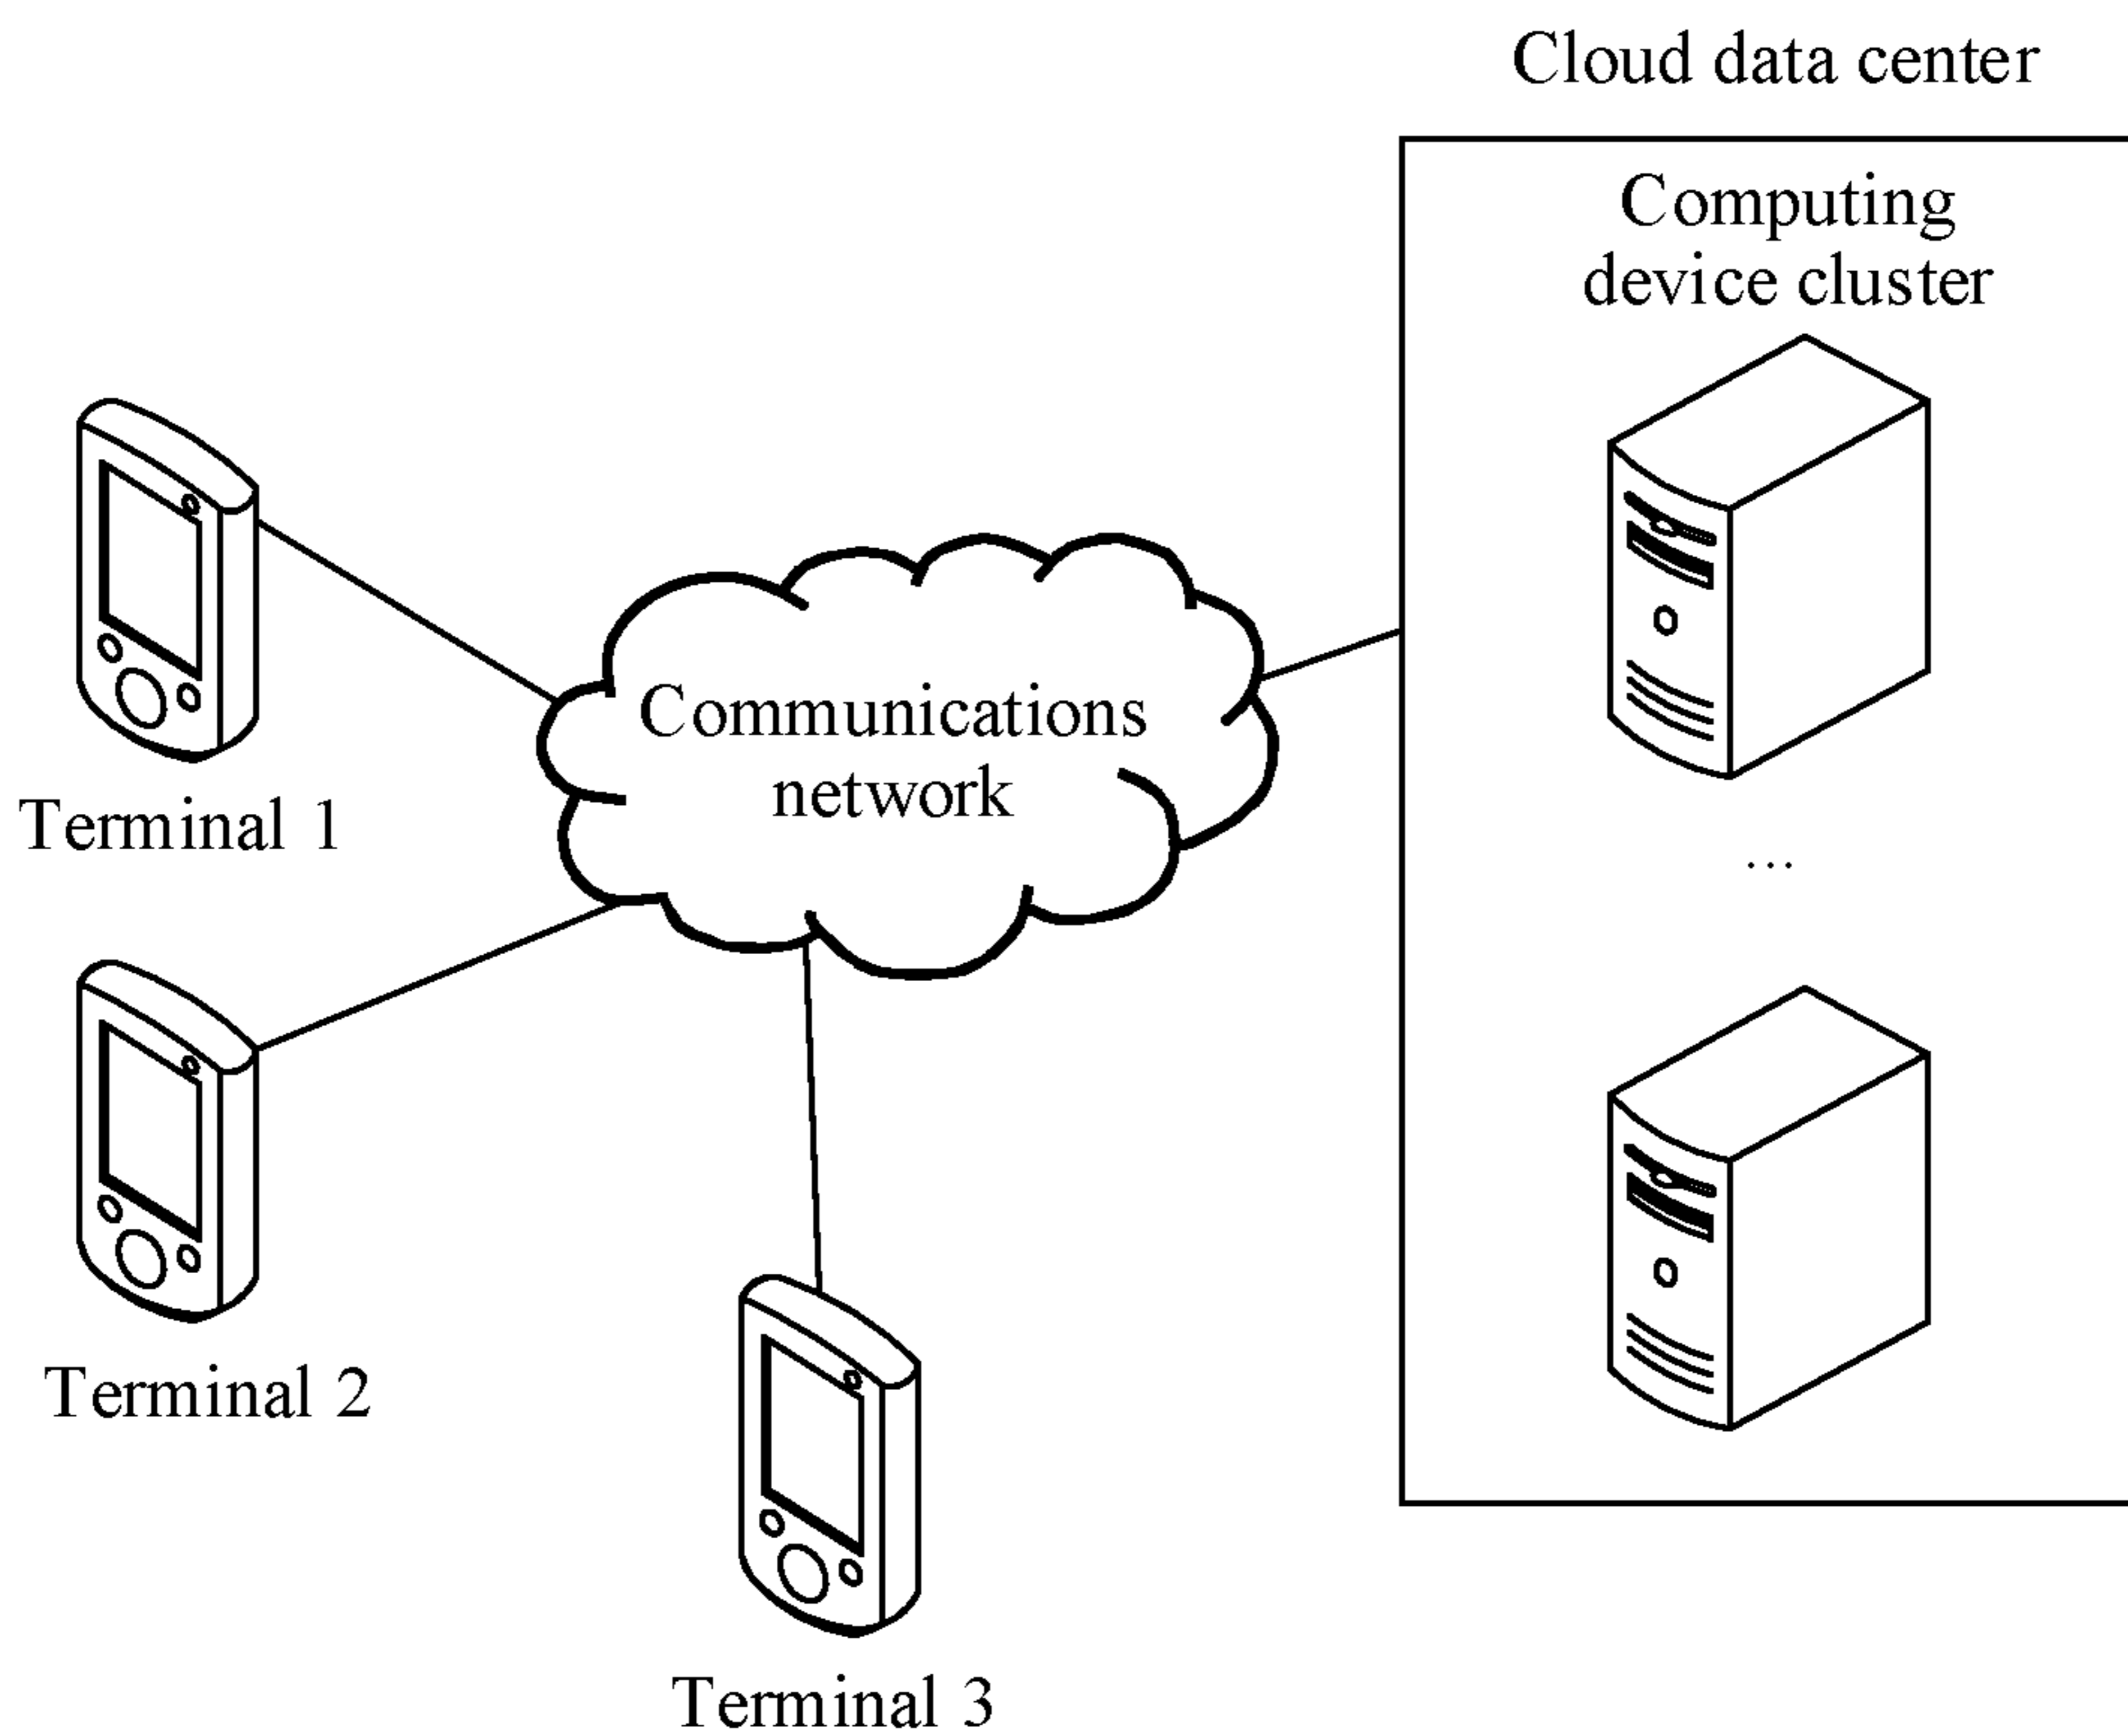 Cloud data center
Computing
device cluster
Communications
network
Terminal 1
...
Terminal 2
Terminal 3